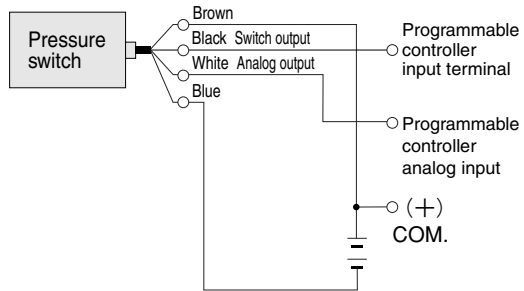 Pressure
switch
Brown
Black Switch output
White Analog output
Blue
Programmable
controller
input terminal
Programmable
controller
analog input
(+)
COM.